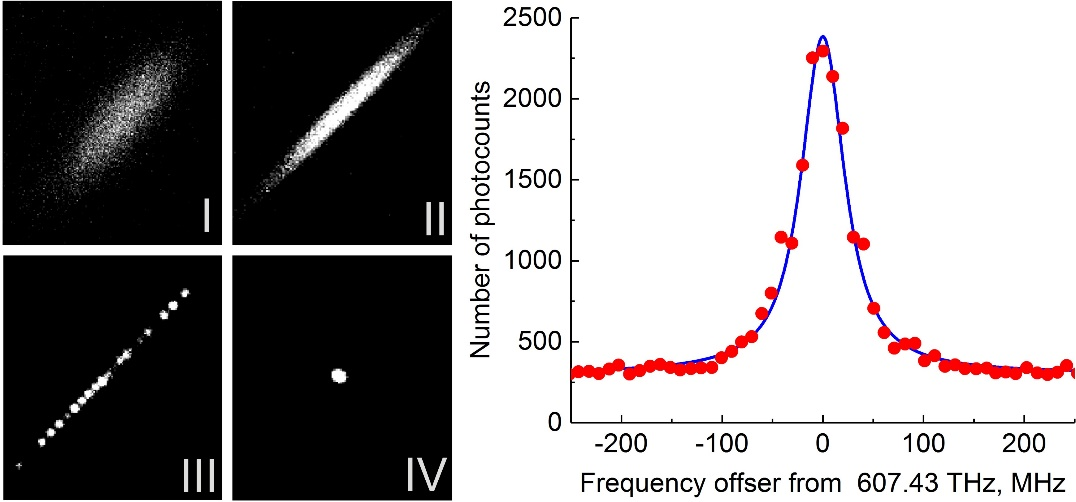 I
II
III
IV
Number of photocounts
2500
2000
1500
1000
500
0
-200 -100 0 100 200
Frequency offser from 607.43 THz, MHz